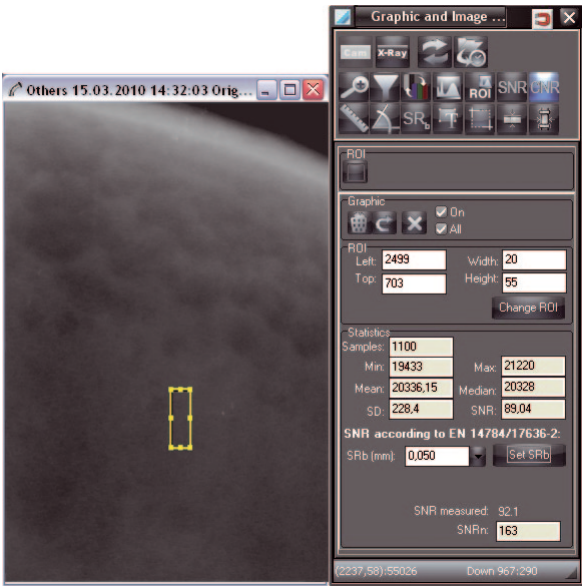 Others 15.03.2010 14:32:03 Orig...
Graphic and Image ...
Cam X-Ray
ROI SNR CNR
SRb
ROI
Graphic
On
All
ROI
Left: 2499 Width: 20
Top: 703 Height: 55
Change ROI
Statistics
Samples: 1100
Min: 19433 Max: 21220
Mean: 20336,15 Median: 20328
SD: 228,4 SNR: 89,04
SNR according to EN 14784/17636-2:
SRb (mm): 0,050 Set SRb
SNR measured: 92.1
SNRn: 163
(2237,58):55026 Down 967:290